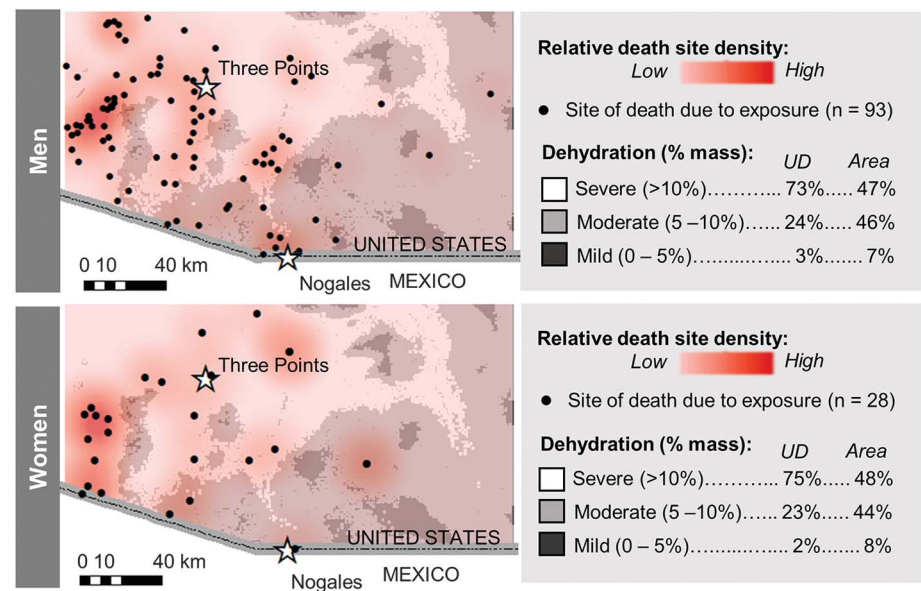 Men
Three Points
UNITED STATES
MEXICO
Nogales
0 10 40 km
Relative death site density:
Low High
Site of death due to exposure (n = 93)
Dehydration (% mass): UD Area
Severe (>10%)........... 73%..... 47%
Moderate (5 –10%)...... 24%..... 46%
Mild (0 – 5%)............... 3%....... 7%
Women
Three Points
UNITED STATES
MEXICO
Nogales
0 10 40 km
Relative death site density:
Low High
Site of death due to exposure (n = 28)
Dehydration (% mass): UD Area
Severe (>10%)........... 75%..... 48%
Moderate (5 –10%)...... 23%..... 44%
Mild (0 – 5%)............... 2%....... 8%